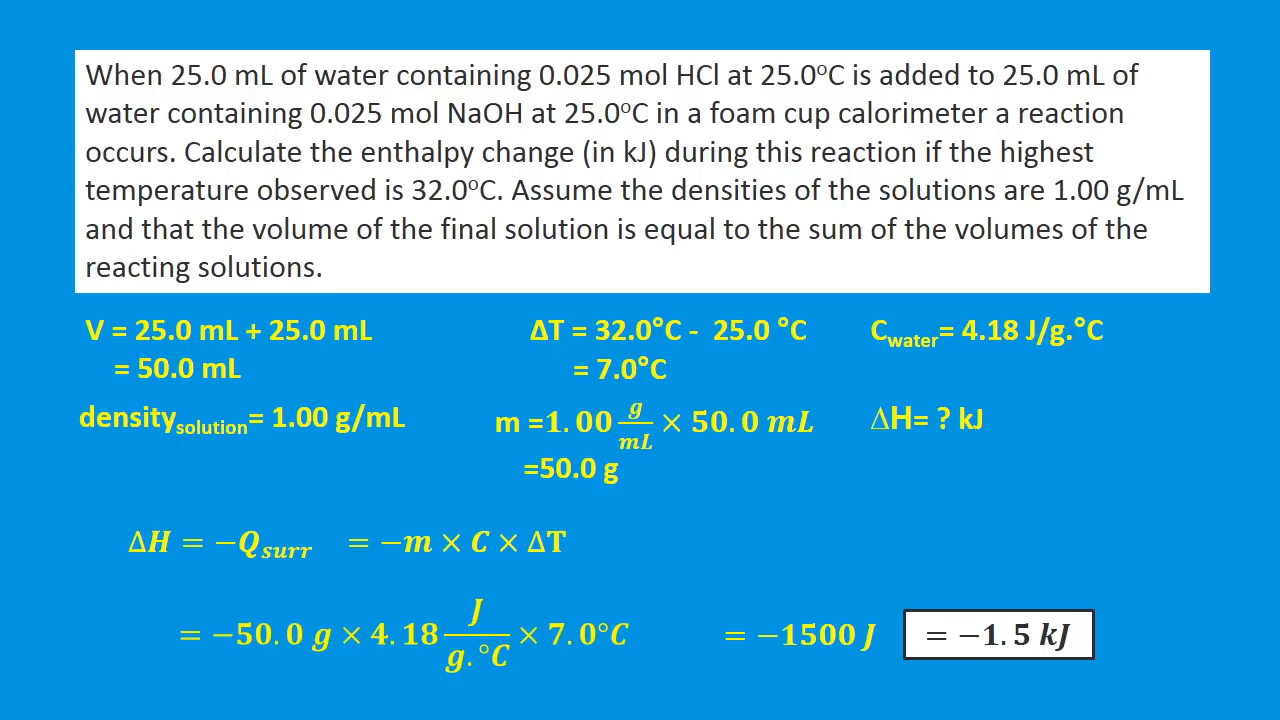 When 25.0 mL of water containing 0.025 mol HCl at 25.0°C is added to 25.0 mL of
water containing 0.025 mol NaOH at 25.0°C in a foam cup calorimeter a reaction
occurs. Calculate the enthalpy change (in kJ) during this reaction if the highest
temperature observed is 32.0°C. Assume the densities of the solutions are 1.00 g/mL
and that the volume of the final solution is equal to the sum of the volumes of the
reacting solutions.
V = 25.0 mL + 25.0 mL
= 50.0 mL
ΔT = 32.0°C - 25.0 °C
= 7.0°C
C_water= 4.18 J/g.°C
density_solution= 1.00 g/mL
m =1.00 g/mL × 50.0 mL
=50.0 g
ΔH= ? kJ
ΔH = −Q_surr = −m × C × ΔT
= −50.0 g × 4.18 J/g.°C × 7.0°C = −1500 J = −1.5 kJ